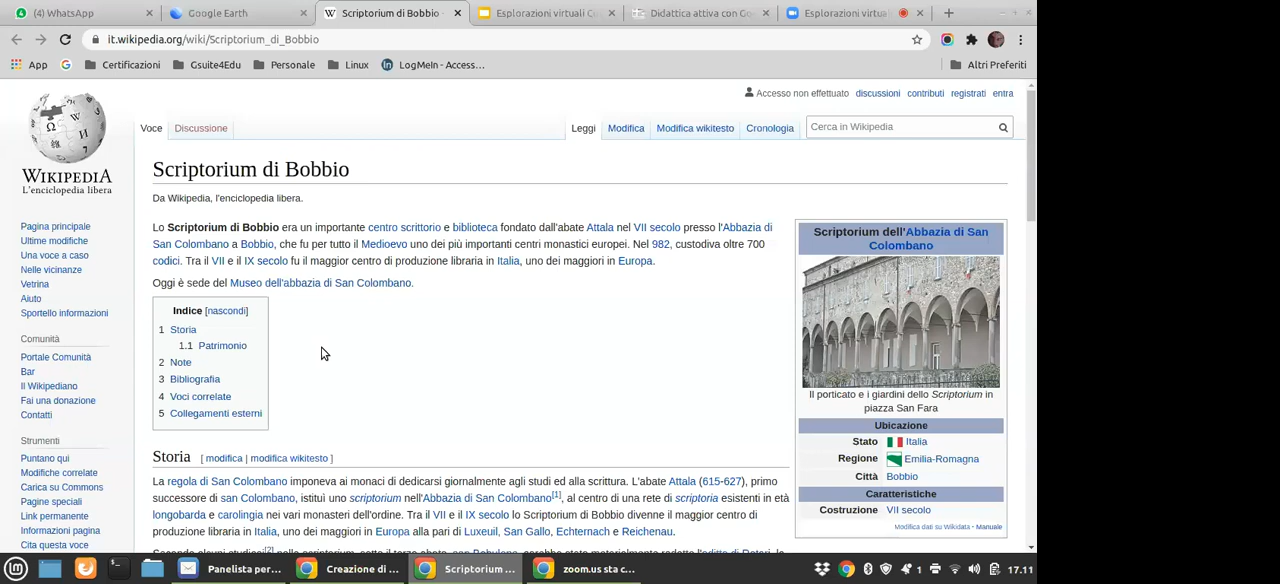 (4) WhatsApp
Google Earth
Scriptorium di Bobbio -
Esplorazioni virtuali C
Didattica attiva con Go
Esplorazioni virtua
it.wikipedia.org/wiki/Scriptorium_di_Bobbio
App
Certificazioni
Gsuite4Edu
Personale
Linux
LogMeIn - Access...
Altri Preferiti
Accesso non effettuato discussioni contributi registrati entra
Voce Discussione
Leggi Modifica Modifica wikitesto Cronologia
Cerca in Wikipedia
WIKIPEDIA
L'enciclopedia libera
Pagina principale
Ultime modifiche
Una voce a caso
Nelle vicinanze
Vetrina
Aiuto
Sportello informazioni
Comunità
Portale Comunità
Bar
Il Wikipediano
Fai una donazione
Contatti
Strumenti
Puntano qui
Modifiche correlate
Carica su Commons
Pagine speciali
Link permanente
Informazioni pagina
Cita questa voce
Scriptorium di Bobbio
Da Wikipedia, l'enciclopedia libera.
Lo Scriptorium di Bobbio era un importante centro scrittorio e biblioteca fondato dall'abate Attala nel VII secolo presso l'Abbazia di
San Colombano a Bobbio, che fu per tutto il Medioevo uno dei più importanti centri monastici europei. Nel 982, custodiva oltre 700
codici. Tra il VII e il IX secolo fu il maggior centro di produzione libraria in Italia, uno dei maggiori in Europa.
Oggi è sede del Museo dell'abbazia di San Colombano.
Indice [nascondi]
1 Storia
1.1 Patrimonio
2 Note
3 Bibliografia
4 Voci correlate
5 Collegamenti esterni
Storia [ modifica | modifica wikitesto ]
La regola di San Colombano imponeva ai monaci di dedicarsi giornalmente agli studi ed alla scrittura. L'abate Attala (615-627), primo
successore di san Colombano, istituì uno scriptorium nell'Abbazia di San Colombano[1], al centro di una rete di scriptoria esistenti in età
longobarda e carolingia nei vari monasteri dell'ordine. Tra il VII e il IX secolo lo Scriptorium di Bobbio divenne il maggior centro di
produzione libraria in Italia, uno dei maggiori in Europa alla pari di Luxeuil, San Gallo, Echternach e Reichenau.
Scriptorium dell'Abbazia di San
Colombano
Il porticato e i giardini dello Scriptorium in
piazza San Fara
Ubicazione
Stato Italia
Regione Emilia-Romagna
Città Bobbio
Caratteristiche
Costruzione VII secolo
Modifica dati su Wikidata · Manuale
Panelista per...
Creazione di ...
Scriptorium ...
zoom.us sta c...
1
17.11